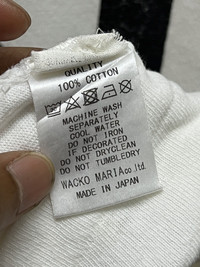 QUALITY
100% COTTON
MACHINE WASH
SEPARATELY
COOL WATER
DO NOT IRON
IF DECORATED
DO NOT DRYCLEAN
DO NOT TUMBLEDRY
WACKO MARIA co,ltd
MADE IN JAPAN